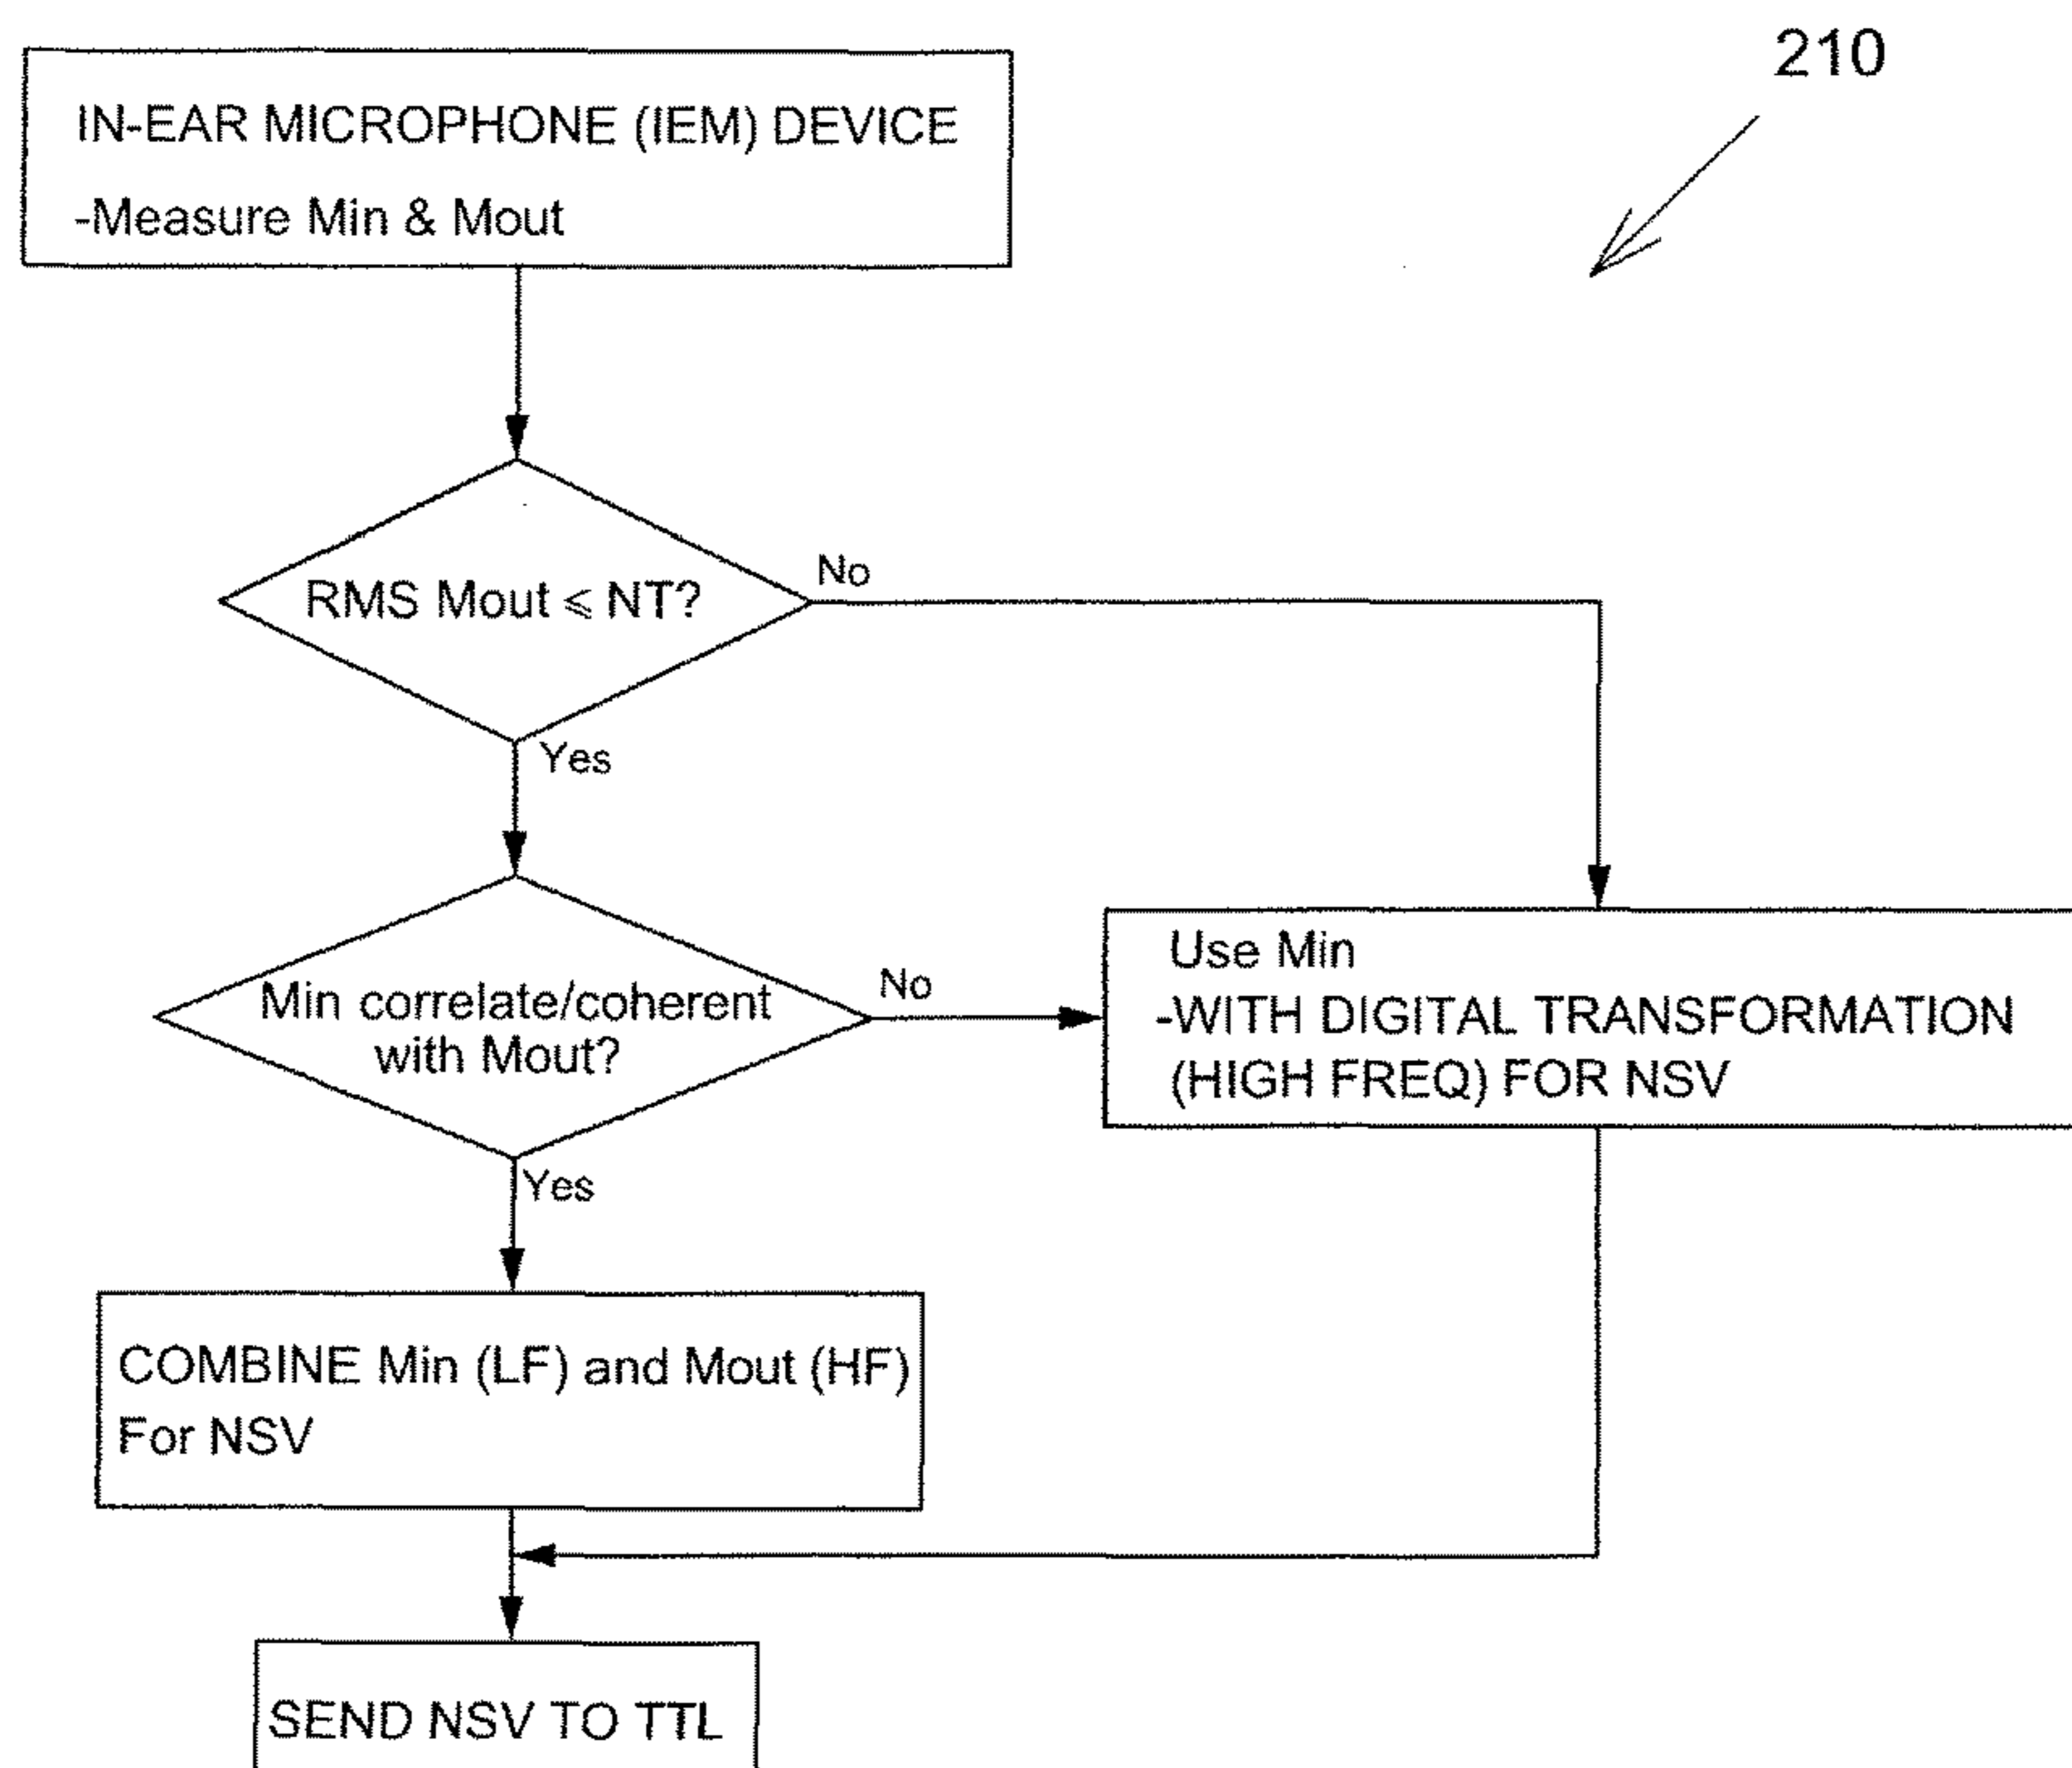 210
IN-EAR MICROPHONE (IEM) DEVICE
-Measure Min & Mout
RMS Mout ⩽ NT?
No
Yes
Min correlate/coherent
with Mout?
No
Yes
Use Min
-WITH DIGITAL TRANSFORMATION
(HIGH FREQ) FOR NSV
COMBINE Min (LF) and Mout (HF)
For NSV
SEND NSV TO TTL